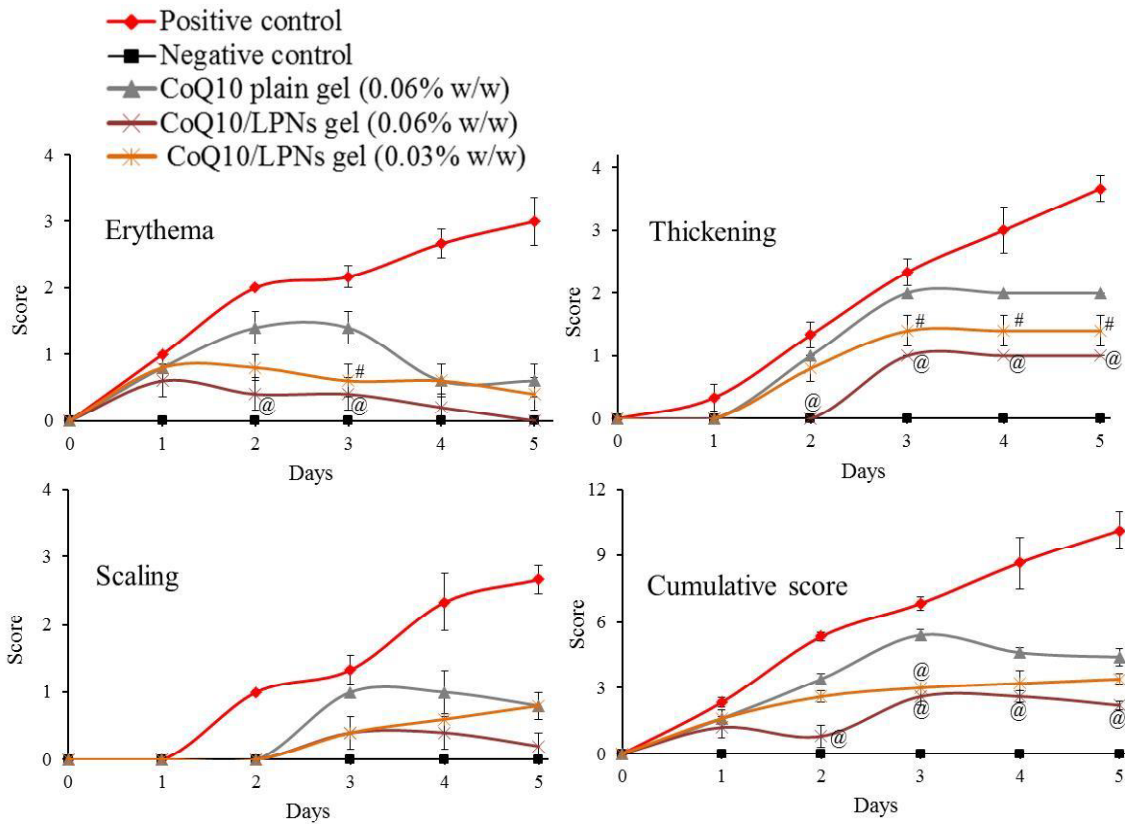 Positive control
Negative control
CoQ10 plain gel (0.06% w/w)
CoQ10/LPNs gel (0.06% w/w)
CoQ10/LPNs gel (0.03% w/w)
4
3
2
1
0
Score
Erythema
#
@ @
0 1 2 3 4 5
Days
4
3
2
1
0
Score
Thickening
# # #
@ @ @ @
0 1 2 3 4 5
Days
4
3
2
1
0
Score
Scaling
0 1 2 3 4 5
Days
12
9
6
3
0
Score
Cumulative score
@
@ @ @ @
0 1 2 3 4 5
Days